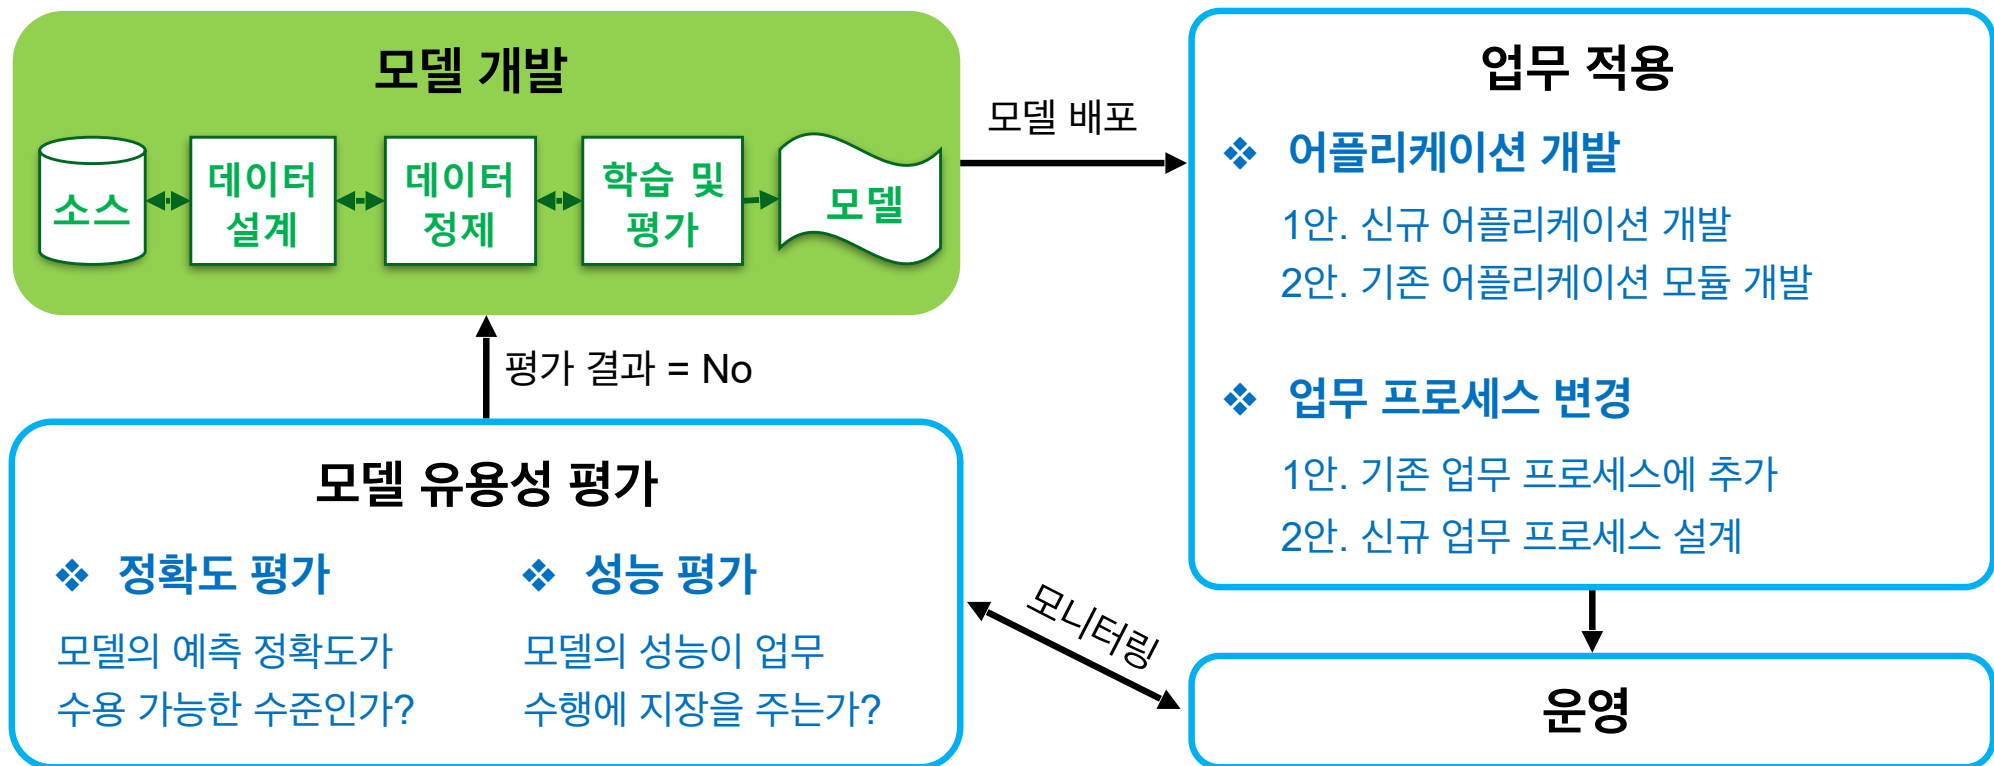 모델 개발
소스
데이터
설계
데이터
정제
학습 및
평가
모델
모델 배포
업무 적용
❖ 어플리케이션 개발
1안. 신규 어플리케이션 개발
2안. 기존 어플리케이션 모듈 개발
❖ 업무 프로세스 변경
1안. 기존 업무 프로세스에 추가
2안. 신규 업무 프로세스 설계
평가 결과 = No
모델 유용성 평가
❖ 정확도 평가
모델의 예측 정확도가
수용 가능한 수준인가?
❖ 성능 평가
모델의 성능이 업무
수행에 지장을 주는가?
모니터링
운영